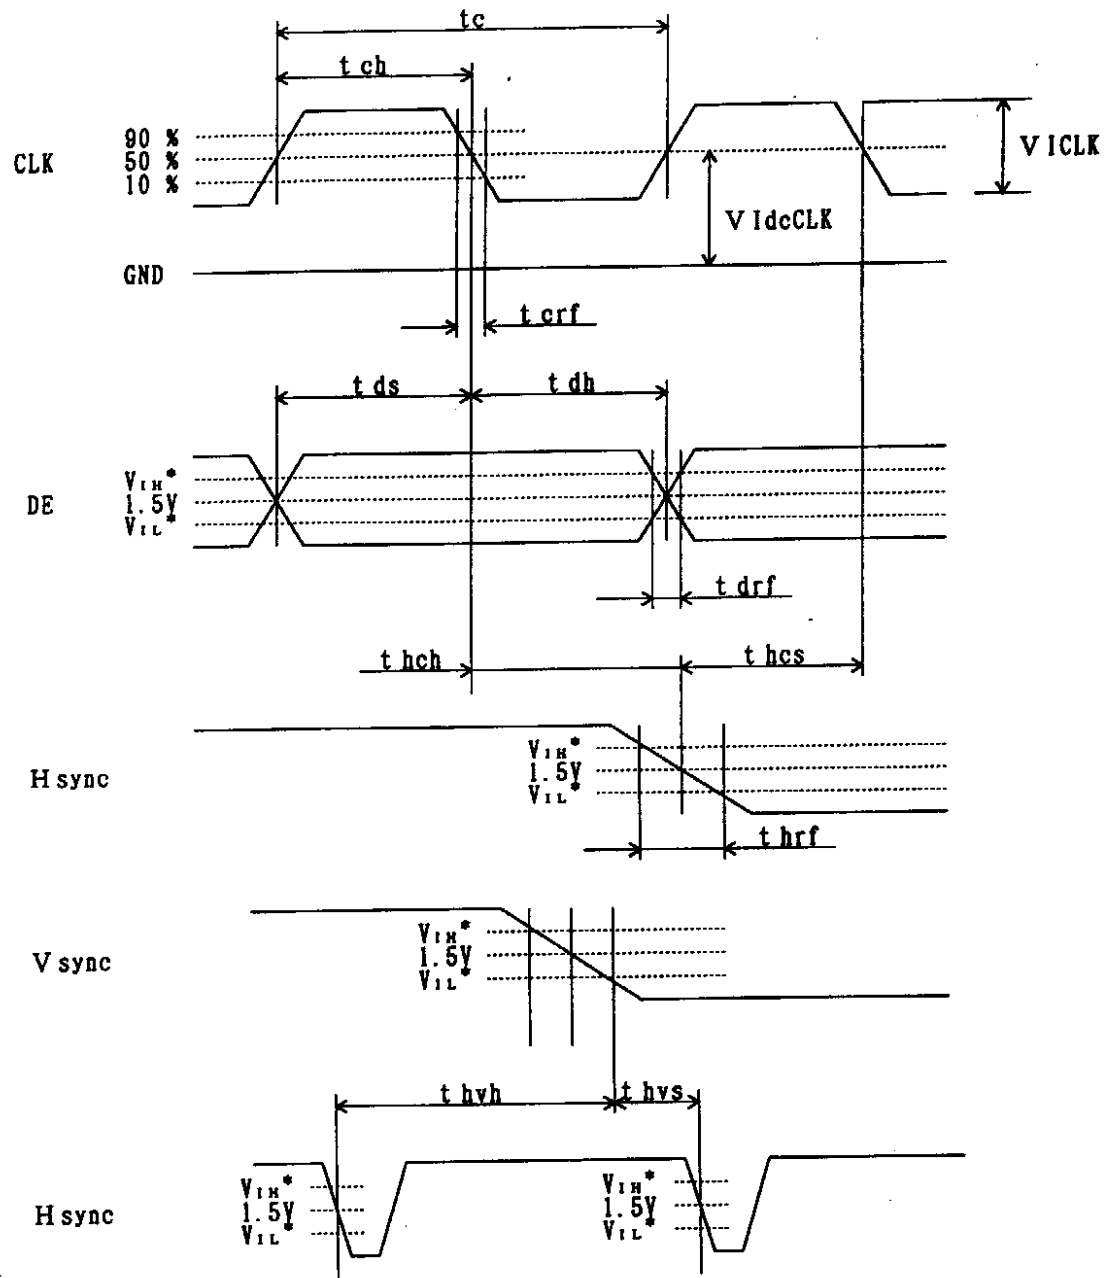 tc
t ch
CLK
90 %
50 %
10 %
V ICLK
V IdcCLK
GND
t crf
t ds
t dh
DE
VIH*
1.5V
VIL*
t drf
t hch
t hcs
H sync
VIH*
1.5V
VIL*
t hrf
V sync
VIH*
1.5V
VIL*
t hvh
t hvs
H sync
VIH*
1.5V
VIL*
VIH*
1.5V
VIL*